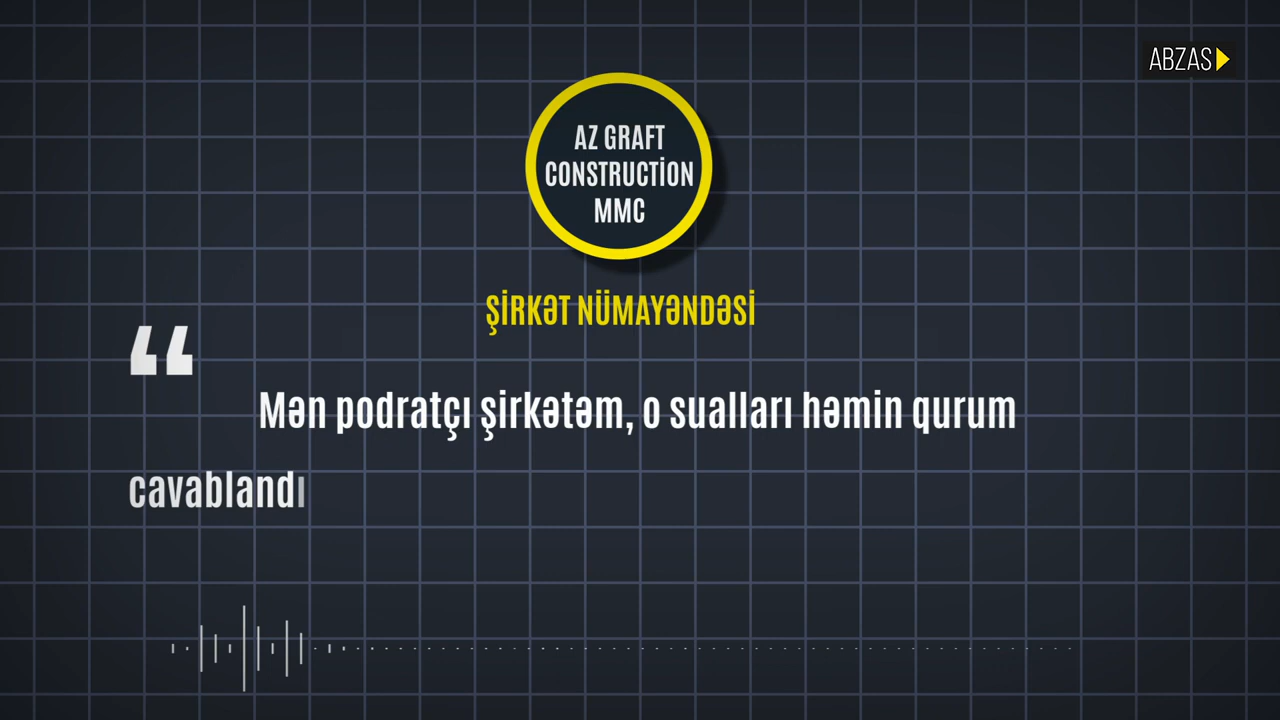 ABZAS
AZ GRAFT
CONSTRUCTİON
MMC
ŞİRKƏT NÜMAYƏNDƏSİ
“
Mən podratçı şirkətəm, o sualları həmin qurum
cavablandı